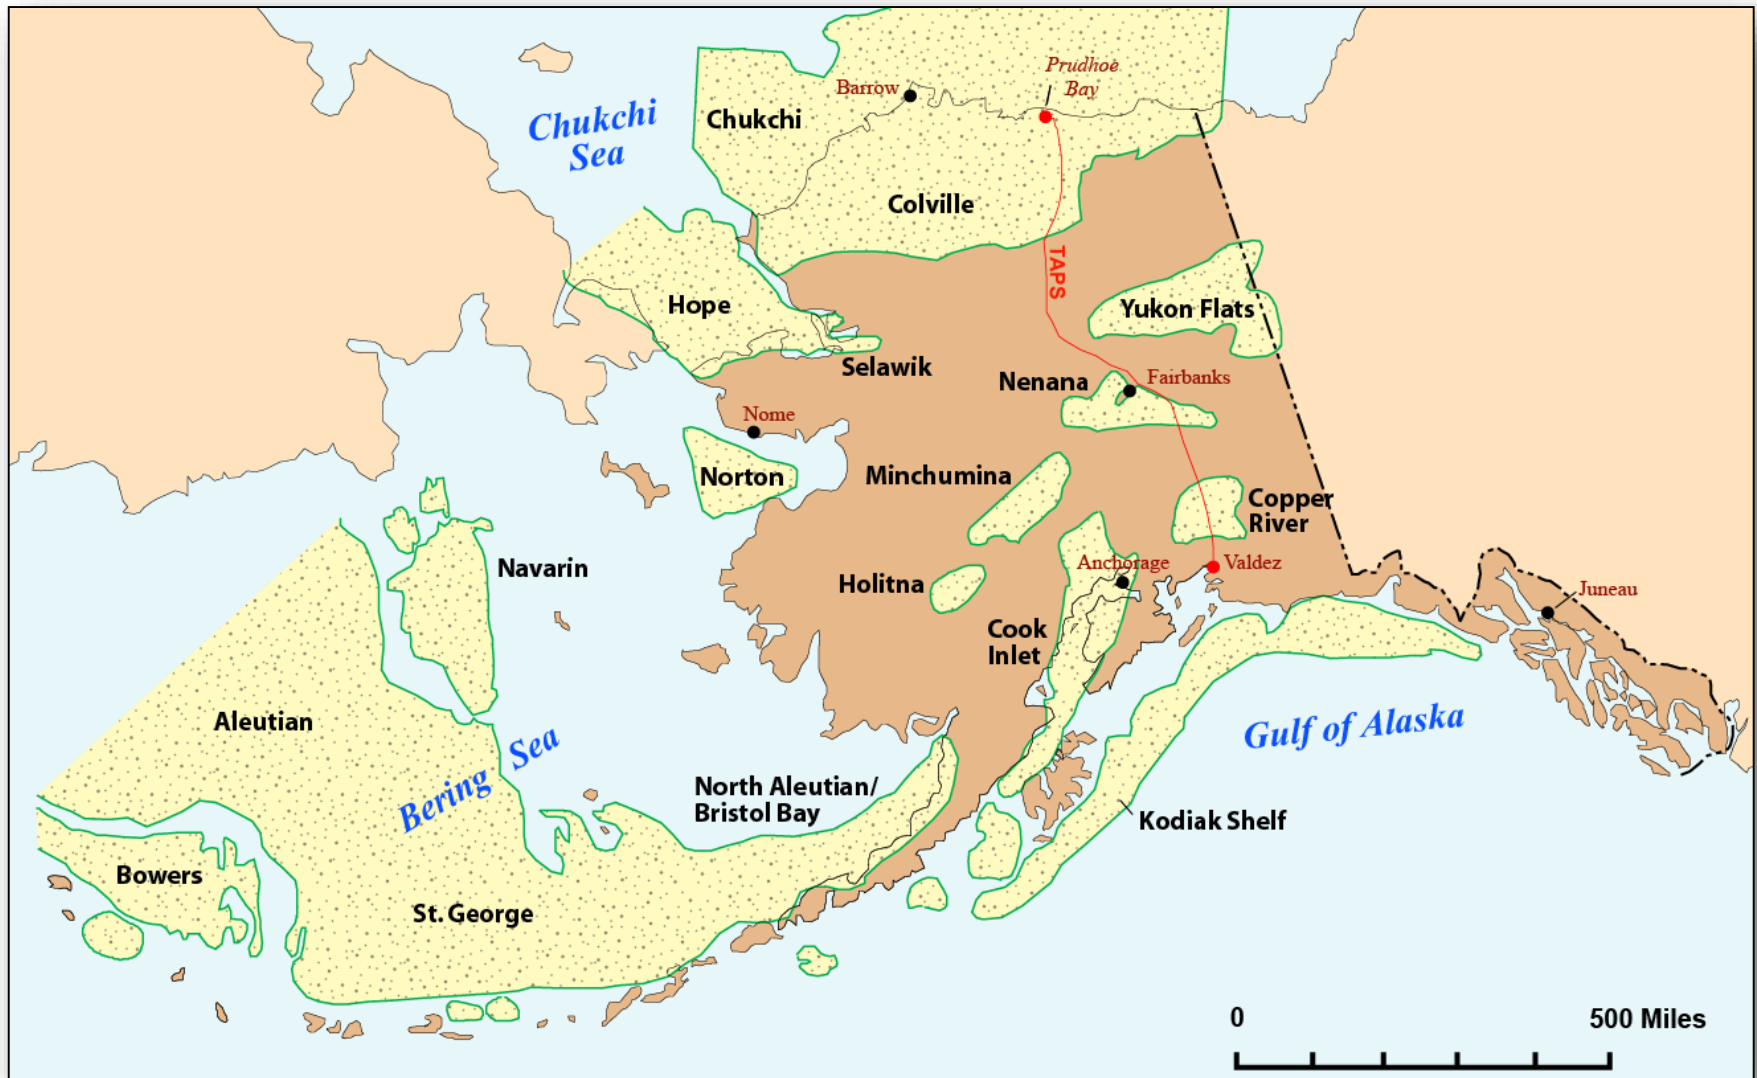 Prudhoe
Bay
Barrow
Chukchi
Chukchi
Sea
Colville
TAPS
Hope
Yukon Flats
Selawik
Nenana
Fairbanks
Nome
Norton
Minchumina
Copper
River
Navarin
Anchorage
Valdez
Holitna
Juneau
Cook
Inlet
Aleutian
Gulf of Alaska
Bering Sea
North Aleutian/
Bristol Bay
Kodiak Shelf
Bowers
St. George
0
500 Miles